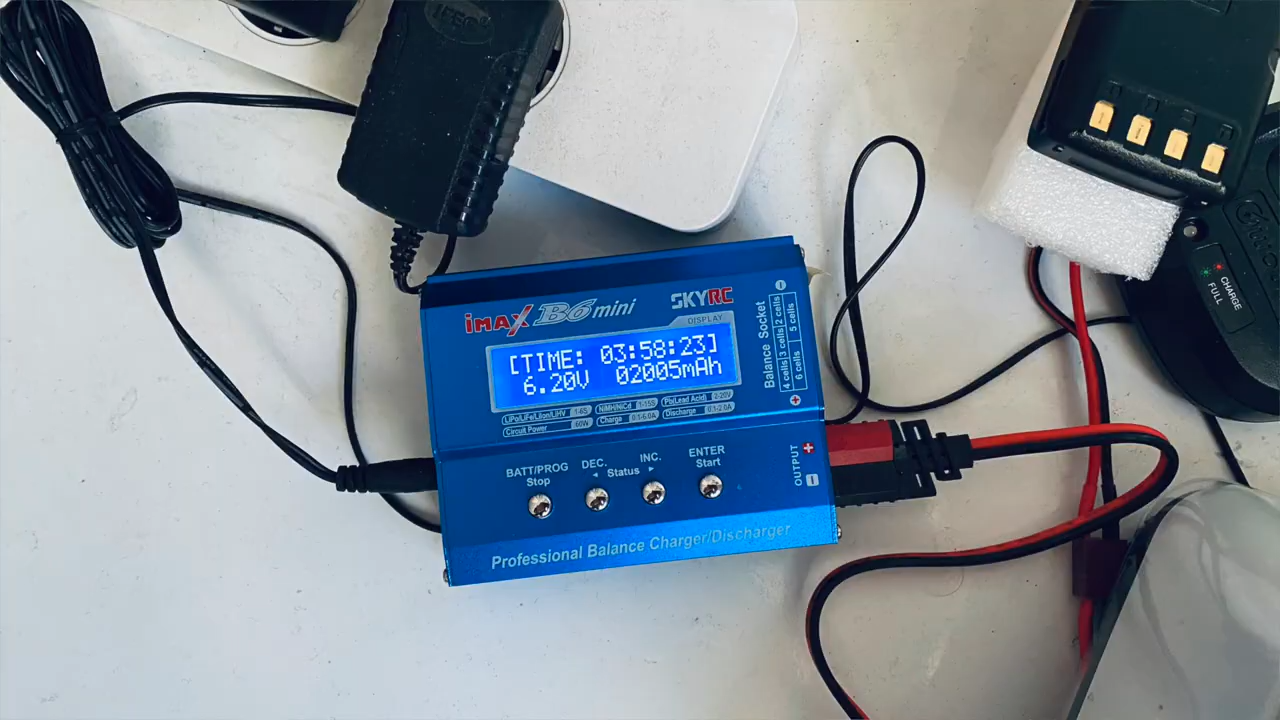 iMAX B6 mini
SKYRC
DISPLAY
[TIME: 03:58:23]
6.20V 02005mAh
LiPo/LiFe/LiIon/LiHV 1-6S
NiMH/NiCd 1-15S
Pb(Lead Acid) 2-20V
Circuit Power 60W
Charge 0.1-6.0A
Discharge 0.1-2.0A
Balance Socket
2 cells
3 cells
4 cells
5 cells
6 cells
BATT/PROG
Stop
DEC.
Status
INC.
ENTER
Start
OUTPUT
Professional Balance Charger/Discharger
CHARGE
FULL